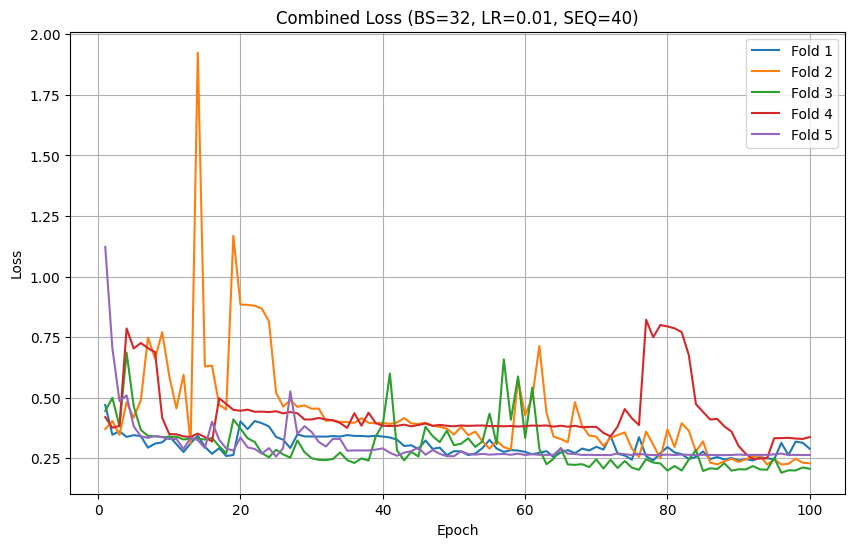 Combined Loss (BS=32, LR=0.01, SEQ=40)
2.00
1.75
1.50
1.25
1.00
0.75
0.50
0.25
Loss
Fold 1
Fold 2
Fold 3
Fold 4
Fold 5
0 20 40 60 80 100
Epoch